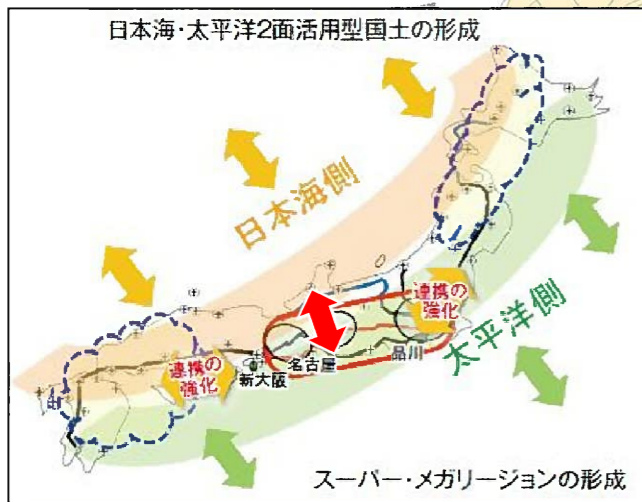 日本海・太平洋2面活用型国土の形成
日本海側
連携の
強化
太平洋側
品川
名古屋
新大阪
連携の
強化
スーパー・メガリージョンの形成